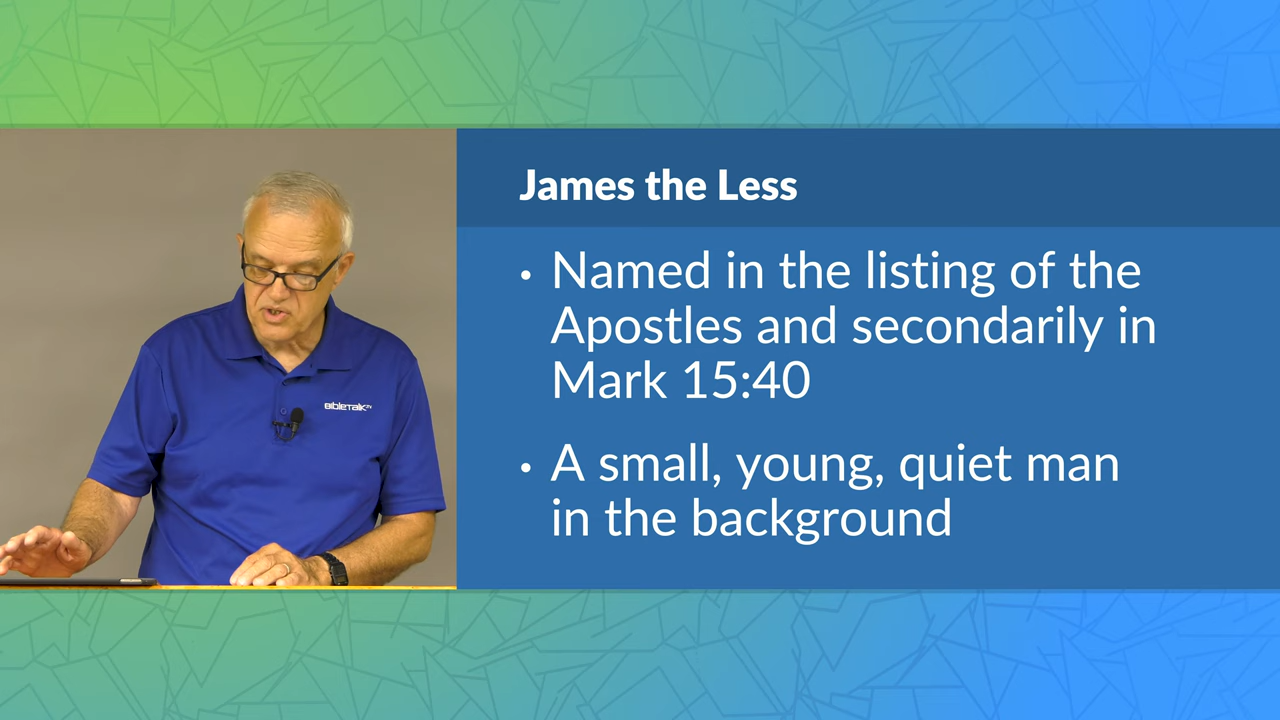 James the Less
• Named in the listing of the
Apostles and secondarily in
Mark 15:40
• A small, young, quiet man
in the background
BIBLETALK.TV